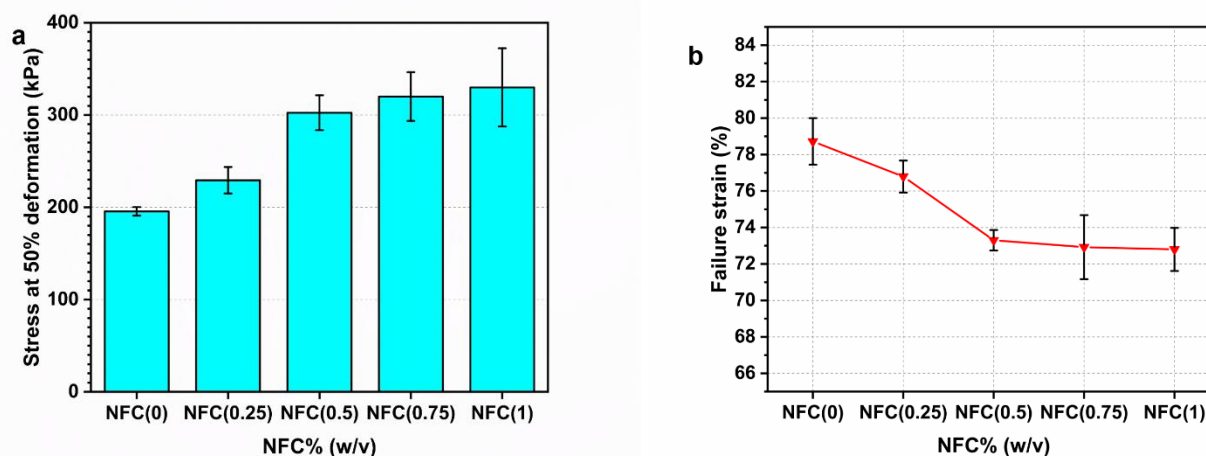 a
Stress at 50% deformation (kPa)
400
300
200
100
0
NFC(0) NFC(0.25) NFC(0.5) NFC(0.75) NFC(1)
NFC% (w/v)
b
Failure strain (%)
84
82
80
78
76
74
72
70
68
66
NFC(0) NFC(0.25) NFC(0.5) NFC(0.75) NFC(1)
NFC% (w/v)